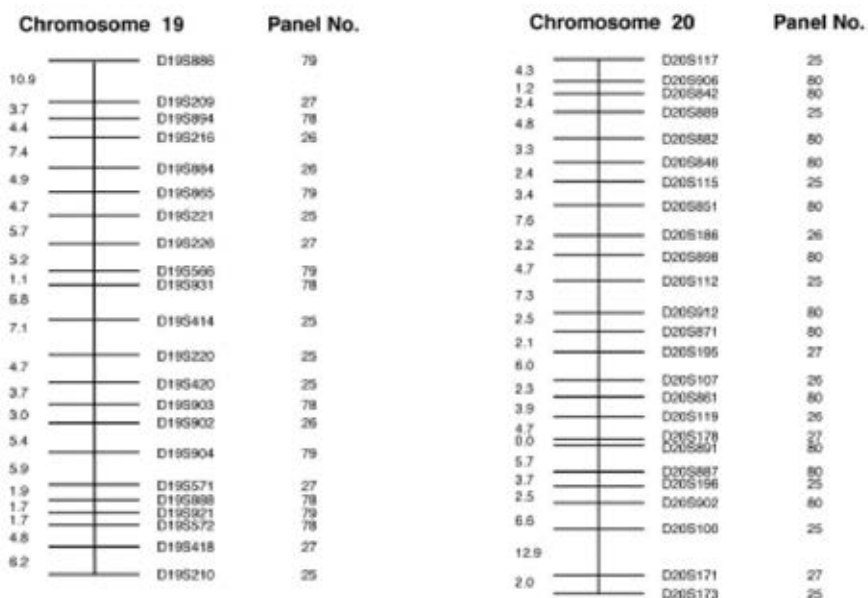 Chromosome 19 Panel No.
D19S886 79
10.9
D19S209 27
3.7
D19S894 78
4.4
D19S216 26
7.4
D19S884 26
4.9
D19S865 79
4.7
D19S221 25
5.7
D19S226 27
5.2
D19S566 79
1.1
D19S931 78
6.8
D19S414 25
7.1
D19S220 25
4.7
D19S420 25
3.7
D19S903 78
3.0
D19S902 26
5.4
D19S904 79
5.9
D19S571 27
1.9
D19S888 78
1.7
D19S921 79
1.7
D19S572 78
4.8
D19S418 27
6.2
D19S210 25
Chromosome 20 Panel No.
D20S117 25
4.3
D20S906 80
1.2
D20S842 80
2.4
D20S889 25
4.8
D20S882 80
3.3
D20S846 80
2.4
D20S115 25
3.4
D20S851 80
7.6
D20S186 26
2.2
D20S898 80
4.7
D20S112 25
7.3
D20S912 80
2.5
D20S871 80
2.1
D20S195 27
6.0
D20S107 26
2.3
D20S861 80
3.9
D20S119 26
4.7
D20S178 27
0.0
D20S891 80
5.7
D20S887 80
3.7
D20S196 25
2.5
D20S902 80
6.6
D20S100 25
12.9
D20S171 27
2.0
D20S173 25